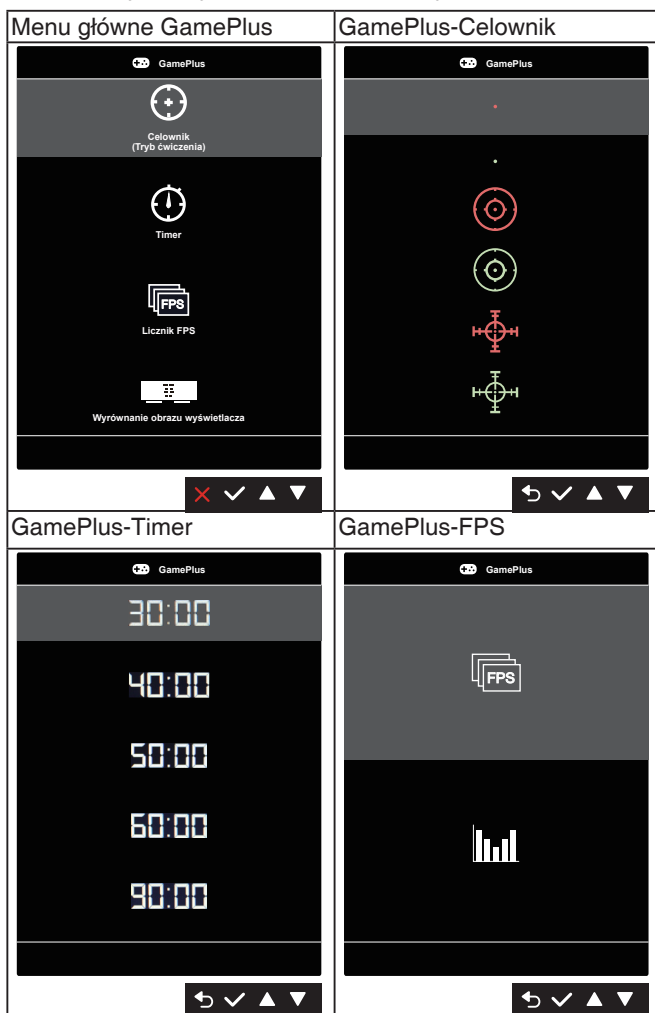 Menu główne GamePlus
GamePlus
Celownik
(Tryb ćwiczenia)
Timer
FPS
Licznik FPS
Wyrównanie obrazu wyświetlacza
GamePlus-Celownik
GamePlus
GamePlus-Timer
GamePlus
30:00
40:00
50:00
60:00
90:00
GamePlus-FPS
GamePlus
FPS